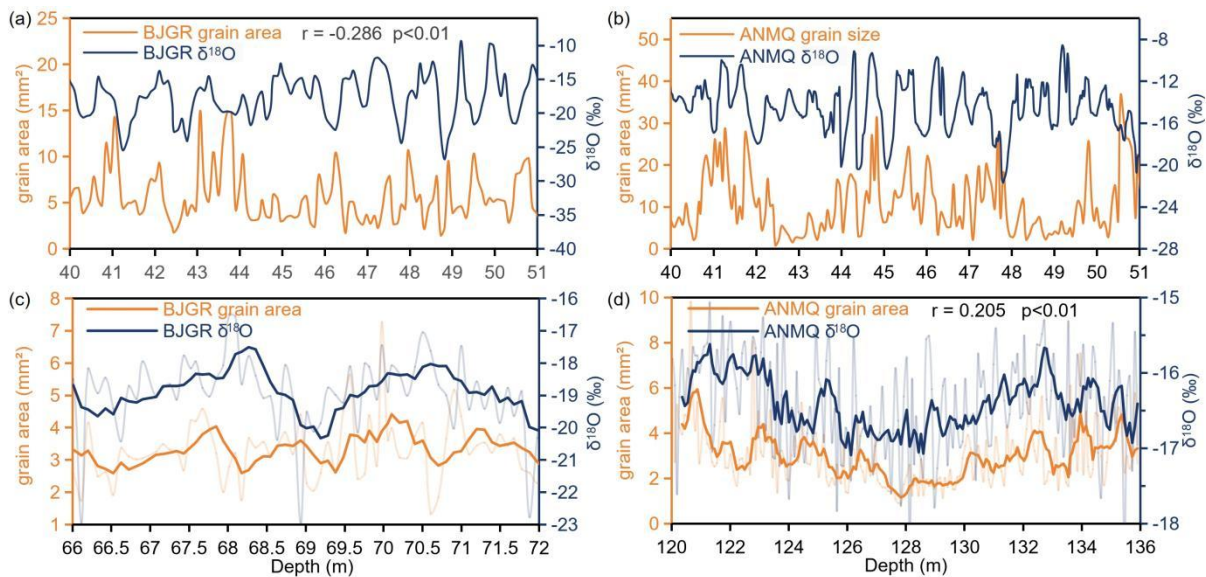 (a)
BJGR grain area r = -0.286 p<0.01
BJGR δ¹⁸O
grain area (mm²)
25
20
15
10
5
0
-10
-15
-20
-25
-30
-35
-40
δ¹⁸O (‰)
40 41 42 43 44 45 46 47 48 49 50 51
(b)
ANMQ grain size
ANMQ δ¹⁸O
grain area (mm²)
50
40
30
20
10
0
-8
-12
-16
-20
-24
-28
δ¹⁸O (‰)
40 41 42 43 44 45 46 47 48 49 50 51
(c)
BJGR grain area
BJGR δ¹⁸O
grain area (mm²)
8
7
6
5
4
3
2
1
-16
-17
-18
-19
-20
-21
-22
-23
δ¹⁸O (‰)
66 66.5 67 67.5 68 68.5 69 69.5 70 70.5 71 71.5 72
Depth (m)
(d)
ANMQ grain area r = 0.205 p<0.01
ANMQ δ¹⁸O
grain area (mm²)
10
8
6
4
2
0
-15
-16
-17
-18
δ¹⁸O (‰)
120 122 124 126 128 130 132 134 136
Depth (m)